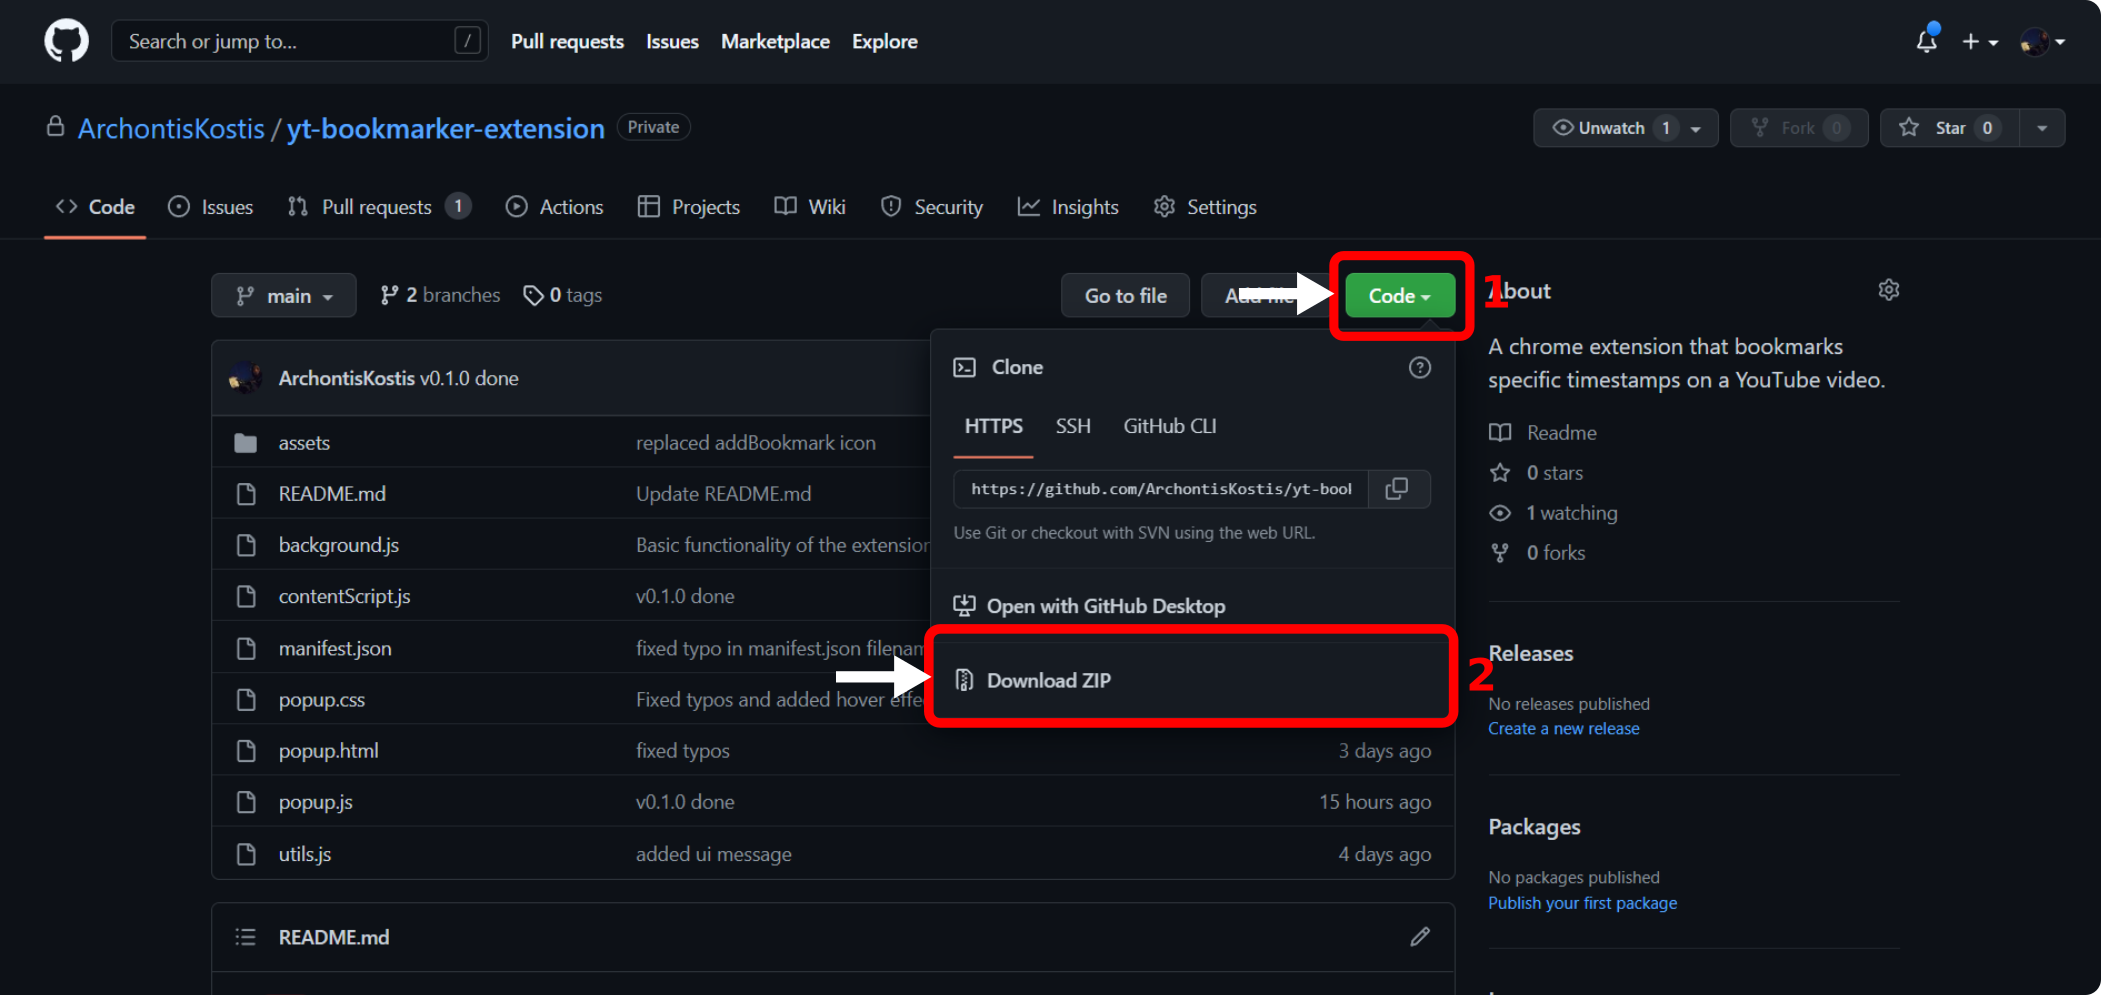 Search or jump to... / Pull requests Issues Marketplace Explore
ArchontisKostis / yt-bookmarker-extension Private
Unwatch 1 Fork 0 Star 0
Code Issues Pull requests 1 Actions Projects Wiki Security Insights Settings
main 2 branches 0 tags Go to file Add file Code 1
ArchontisKostis v0.1.0 done
assets replaced addBookmark icon
README.md Update README.md
background.js Basic functionality of the extension
contentScript.js v0.1.0 done
manifest.json fixed typo in manifest.json filenam
popup.css Fixed typos and added hover effe
popup.html fixed typos 3 days ago
popup.js v0.1.0 done 15 hours ago
utils.js added ui message 4 days ago
README.md
Clone
HTTPS SSH GitHub CLI
https://github.com/ArchontisKostis/yt-bool
Use Git or checkout with SVN using the web URL.
Open with GitHub Desktop
Download ZIP 2
About
A chrome extension that bookmarks
specific timestamps on a YouTube video.
Readme
0 stars
1 watching
0 forks
Releases
No releases published
Create a new release
Packages
No packages published
Publish your first package